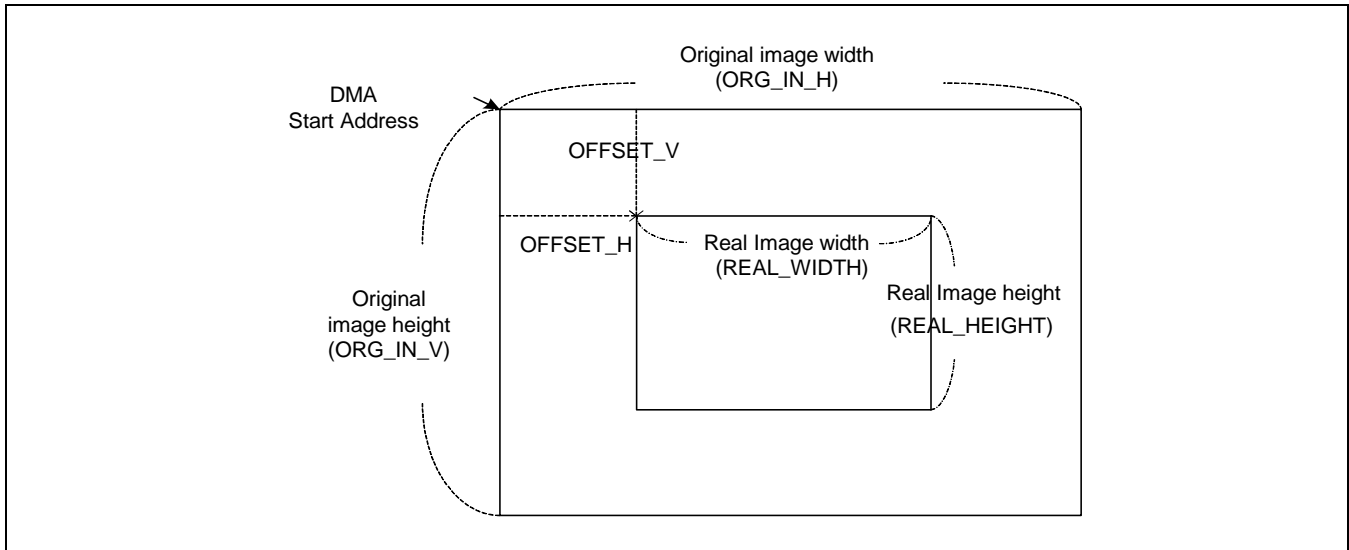 Original image width
(ORG_IN_H)
DMA
Start Address
OFFSET_V
OFFSET_H
Real Image width
(REAL_WIDTH)
Original
image height
(ORG_IN_V)
Real Image height
(REAL_HEIGHT)